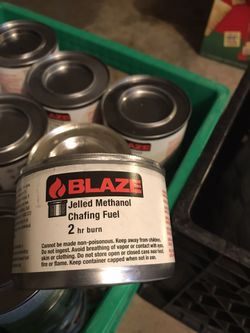 BLAZE
Jelled Methanol
Chafing Fuel
2 hr burn
Cannot be made non-poisonous. Keep away from children.
Do not ingest. Avoid breathing of vapor or contact with eyes,
skin or clothing. Do not store open or closed cans near heat,
fire or flame. Keep container capped when not in use.